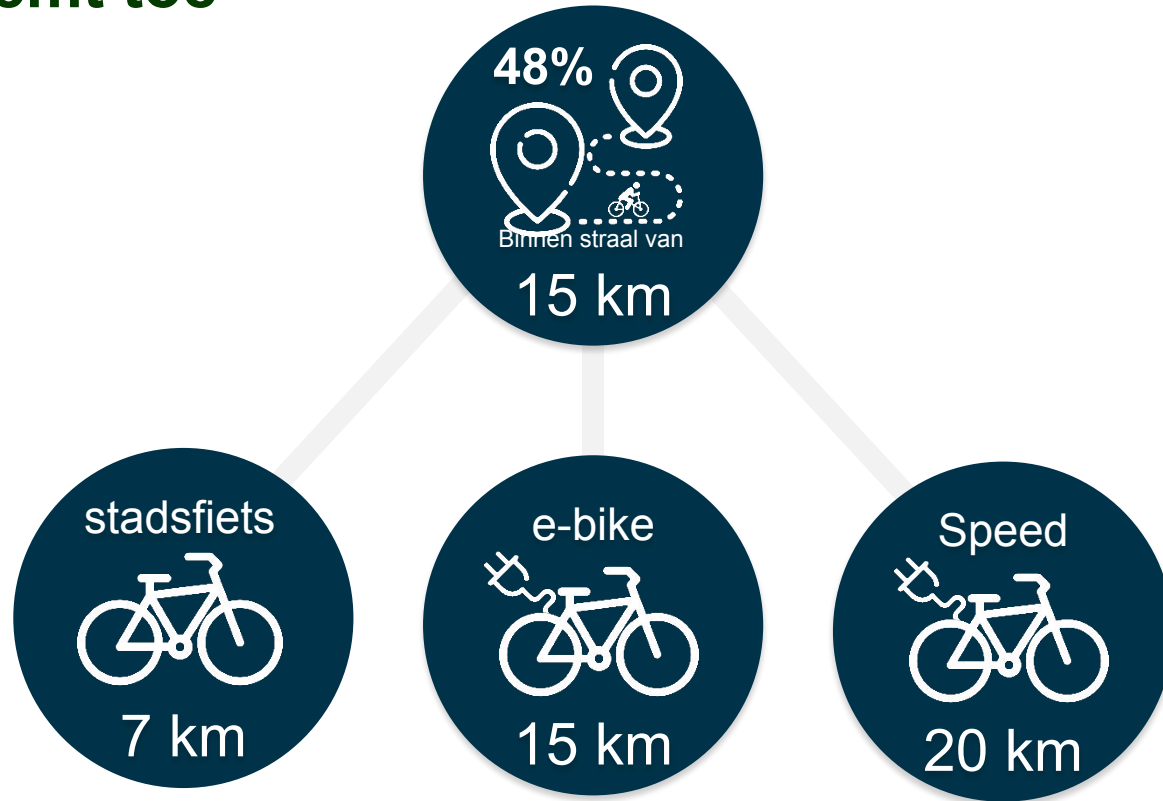 48%
Binnen straal van
15 km
stadsfiets
7 km
e-bike
15 km
Speed
20 km